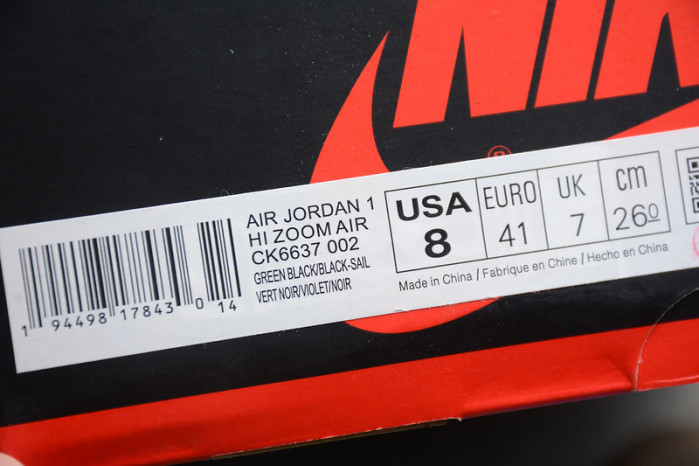 NIK
®
AIR JORDAN 1
HI ZOOM AIR
CK6637 002
GREEN BLACK/BLACK-SAIL
VERT NOIR/VIOLET/NOIR
1 94498 17843 0 14
USA
8
EURO
41
UK
7
cm
26.0
Made in China / Fabrique en Chine / Hecho en China